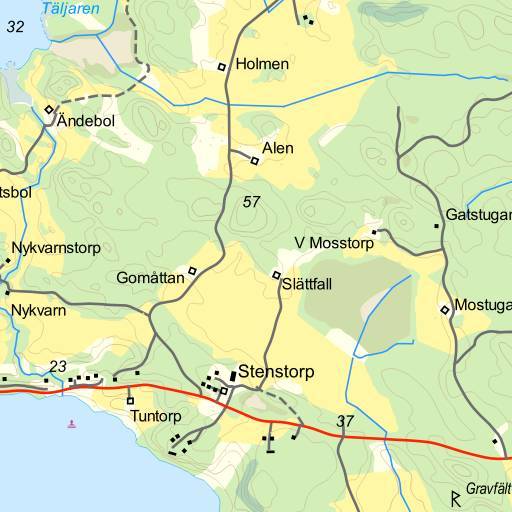 Täljaren
32
Holmen
Ändebol
Alen
tsbol
57
Gatstugan
V Mosstorp
Nykvarnstorp
Gomåttan
Slättfall
Nykvarn
Mostuga
23
Stenstorp
Tuntorp
37
Gravfält
R